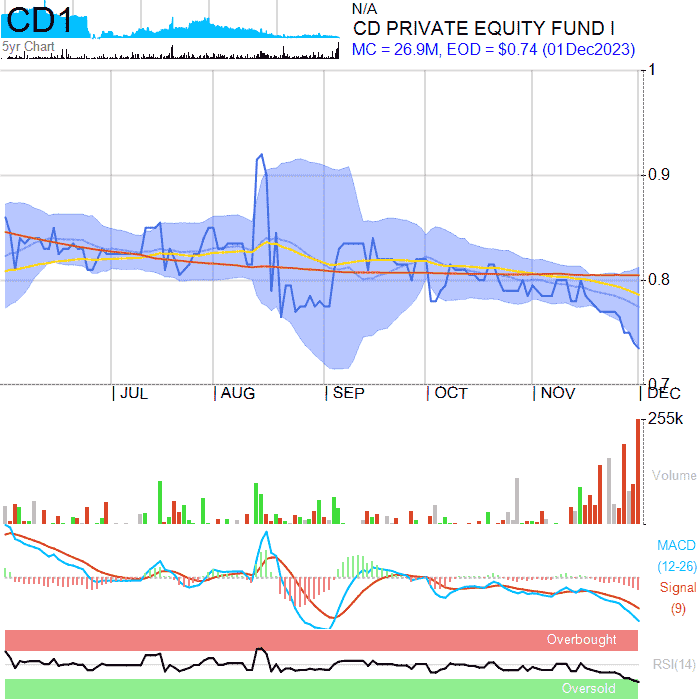 CD1
5yr Chart
N/A
CD PRIVATE EQUITY FUND I
MC = 26.9M, EOD = $0.74 (01Dec2023)
1
0.9
0.8
0.7
JUL
AUG
SEP
OCT
NOV
DEC
255k
Volume
MACD
(12-26)
Signal
(9)
Overbought
RSI(14)
Oversold